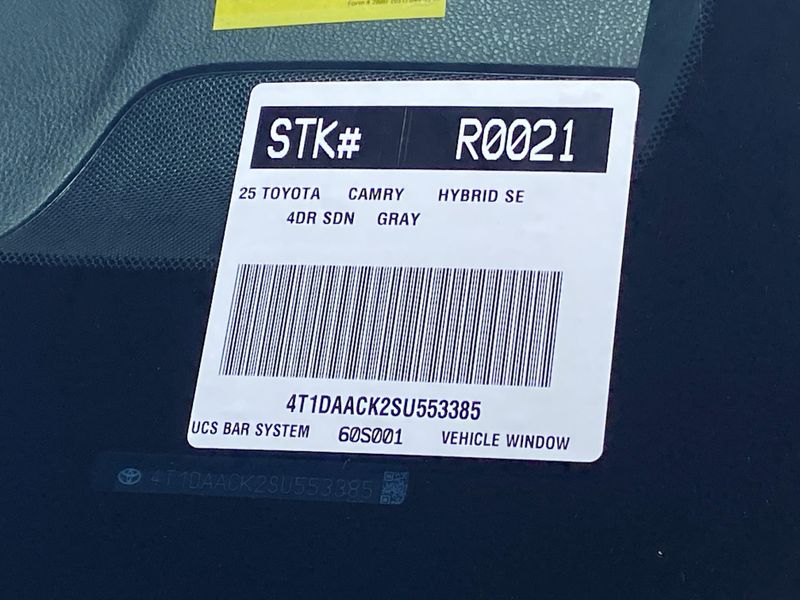 STK# R0021
25 TOYOTA CAMRY HYBRID SE
4DR SDN GRAY
4T1DAACK2SU553385
UCS BAR SYSTEM 60S001 VEHICLE WINDOW
4T1DAACK2SU553385